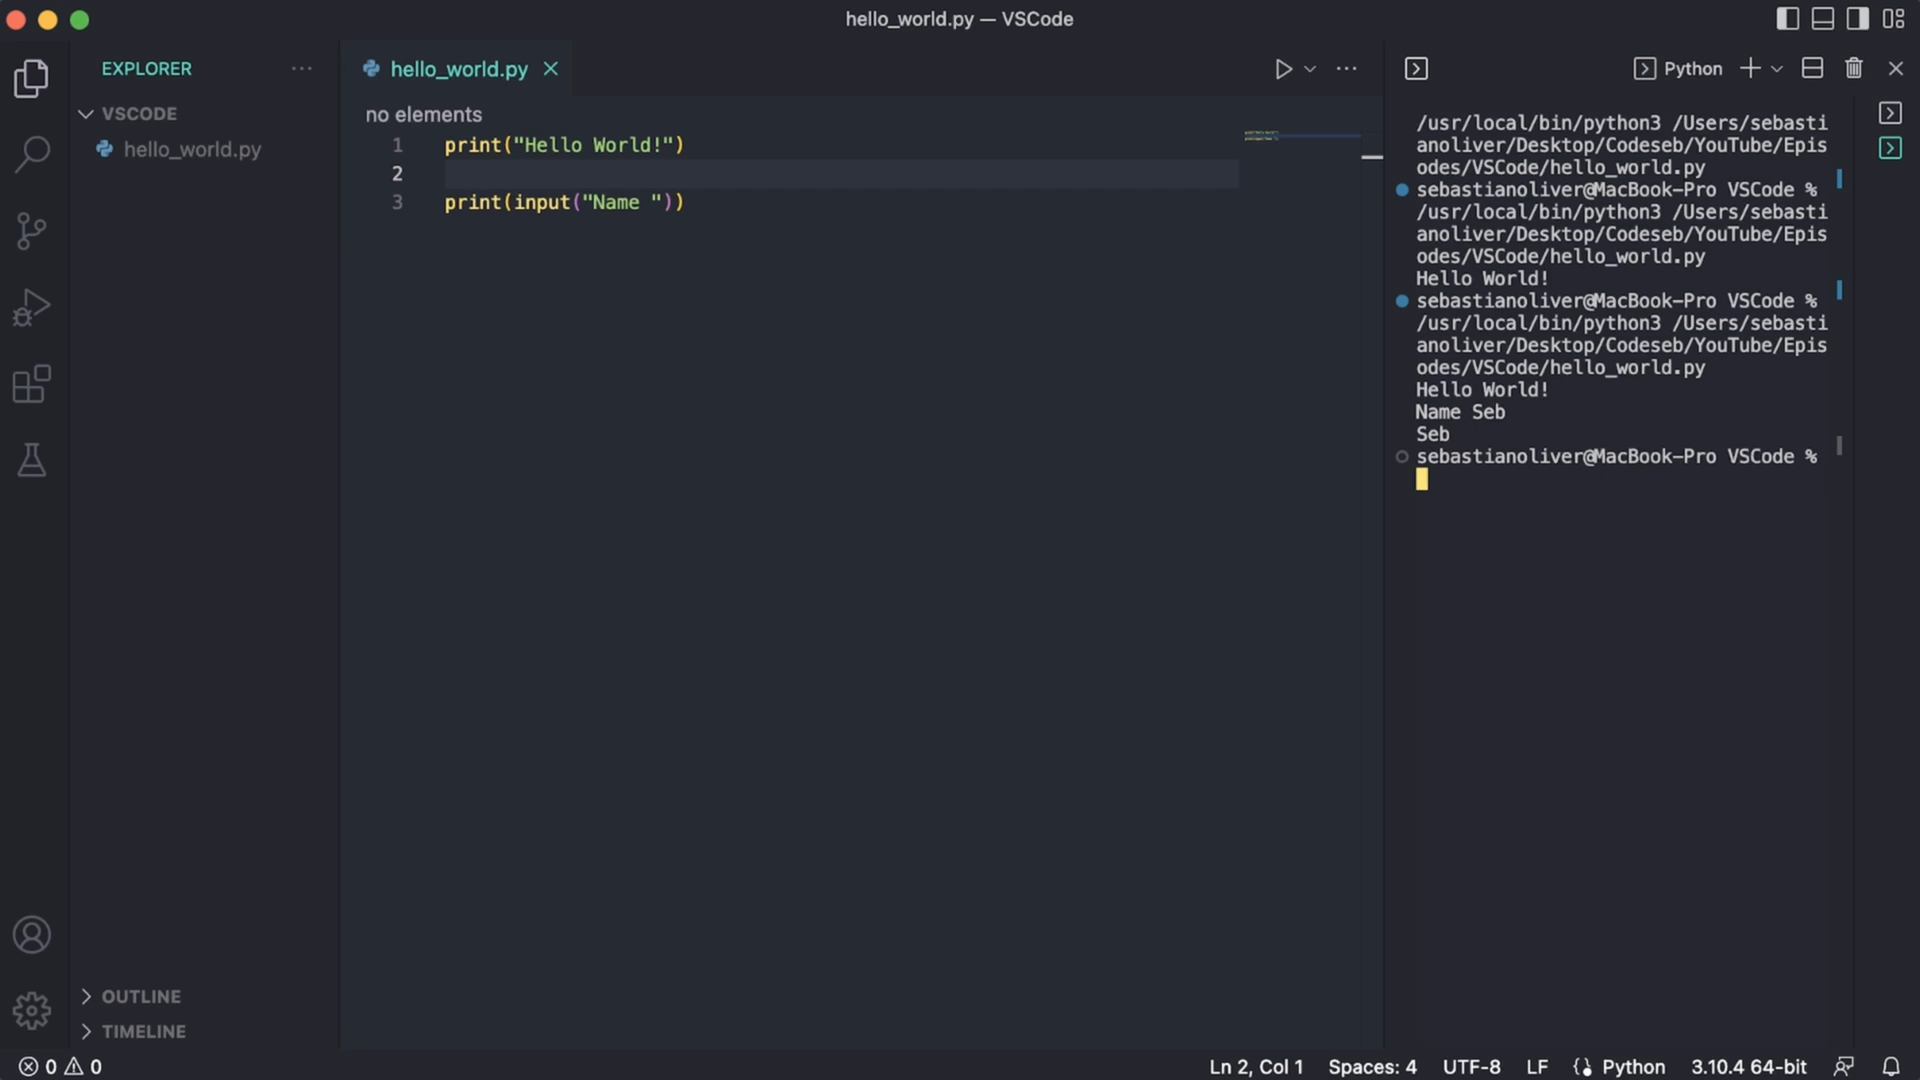 hello_world.py — VSCode
EXPLORER
VSCODE
hello_world.py
OUTLINE
TIMELINE
hello_world.py
no elements
1 print("Hello World!")
2
3 print(input("Name "))
Python
/usr/local/bin/python3 /Users/sebasti
anoliver/Desktop/Codeseb/YouTube/Epis
odes/VSCode/hello_world.py
sebastianoliver@MacBook-Pro VSCode %
/usr/local/bin/python3 /Users/sebasti
anoliver/Desktop/Codeseb/YouTube/Epis
odes/VSCode/hello_world.py
Hello World!
sebastianoliver@MacBook-Pro VSCode %
/usr/local/bin/python3 /Users/sebasti
anoliver/Desktop/Codeseb/YouTube/Epis
odes/VSCode/hello_world.py
Hello World!
Name Seb
Seb
sebastianoliver@MacBook-Pro VSCode %
0 0
Ln 2, Col 1 Spaces: 4 UTF-8 LF Python 3.10.4 64-bit